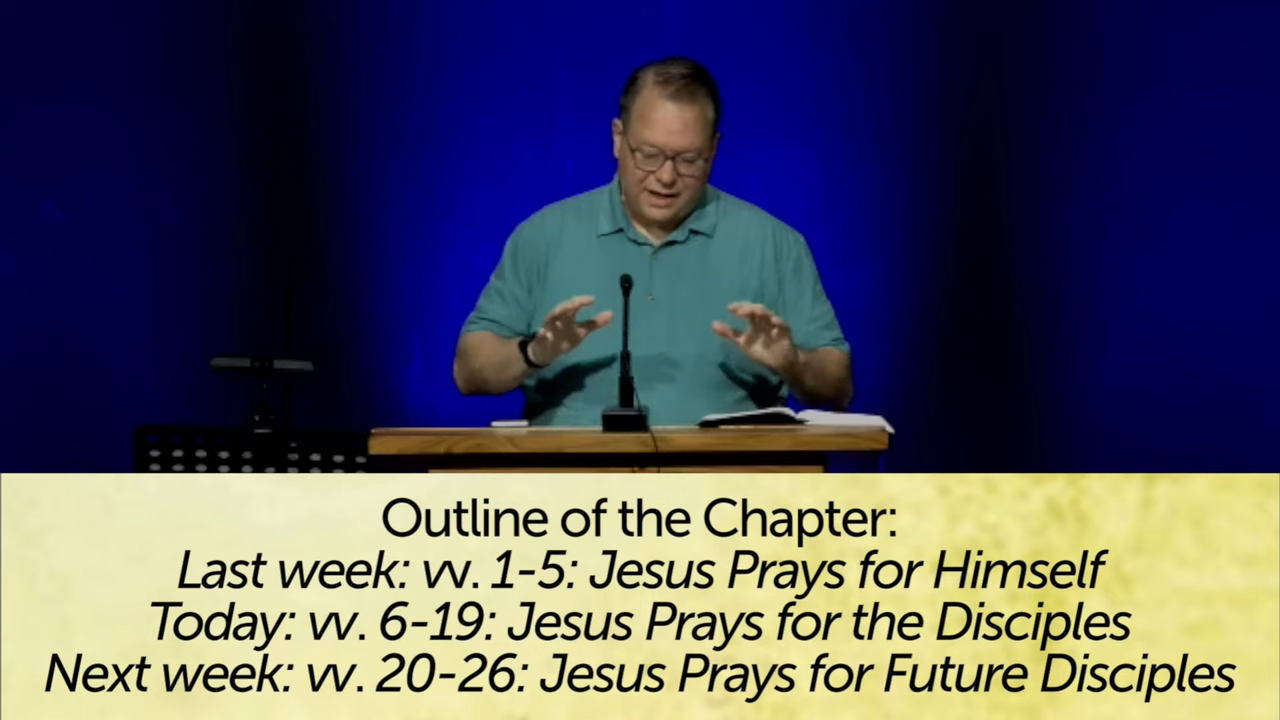 Outline of the Chapter:
Last week: vv. 1-5: Jesus Prays for Himself
Today: vv. 6-19: Jesus Prays for the Disciples
Next week: vv. 20-26: Jesus Prays for Future Disciples